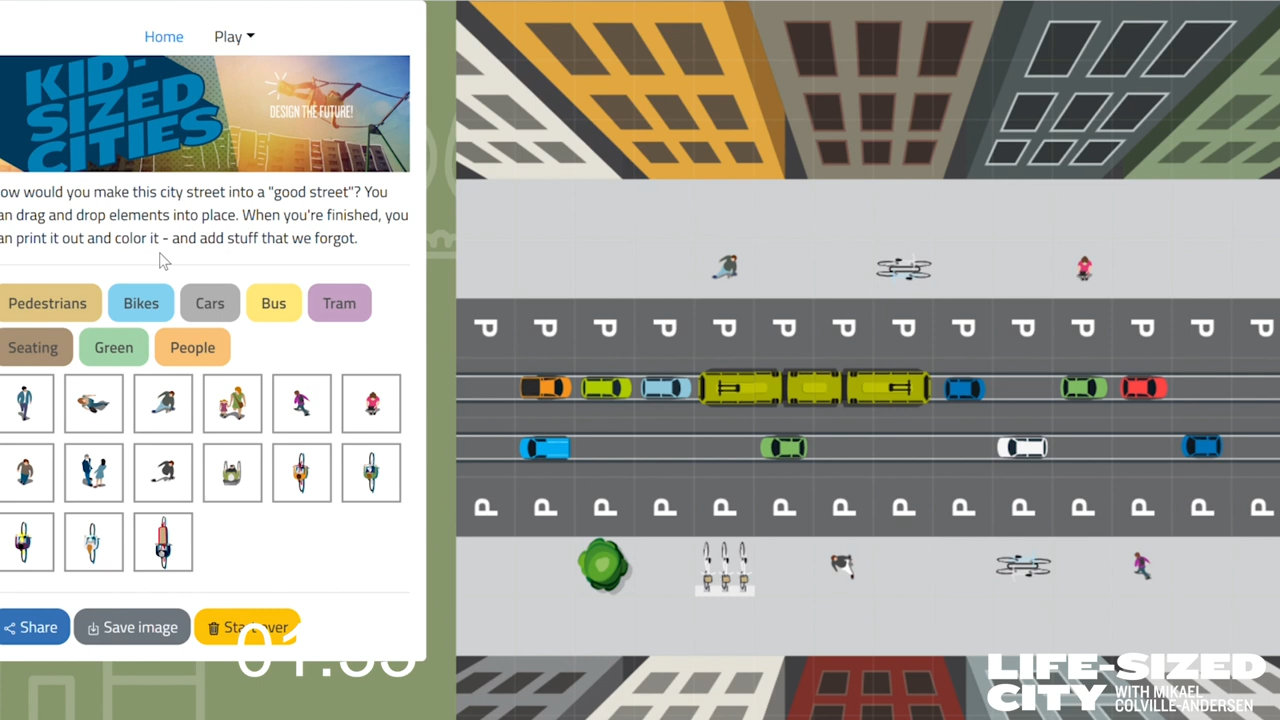 Home Play
KID-
SIZED
CITIES
DESIGN THE FUTURE!
ow would you make this city street into a "good street"? You
an drag and drop elements into place. When you're finished, you
an print it out and color it - and add stuff that we forgot.
Pedestrians Bikes Cars Bus Tram
Seating Green People
Share Save image Start over
P P P P P P P P P P P P P P
P P P P P P P P P P P P P P
LIFE-SIZED
CITY WITH MIKAEL
COLVILLE-ANDERSEN